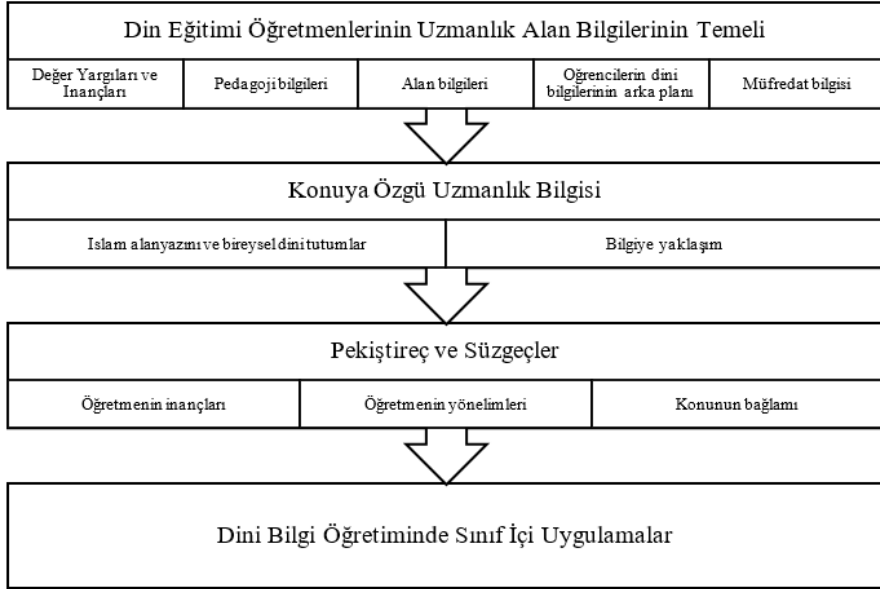 Din Eğitimi Öğretmenlerinin Uzmanlık Alan Bilgilerinin Temeli
Değer Yargıları ve
İnançları
Pedagoji bilgileri
Alan bilgileri
Öğrencilerin dini
bilgilerinin arka planı
Müfredat bilgisi
Konuya Özgü Uzmanlık Bilgisi
İslam alanyazını ve bireysel dini tutumlar
Bilgiye yaklaşım
Pekiştireç ve Süzgeçler
Öğretmenin inançları
Öğretmenin yönelimleri
Konunun bağlamı
Dini Bilgi Öğretiminde Sınıf İçi Uygulamalar